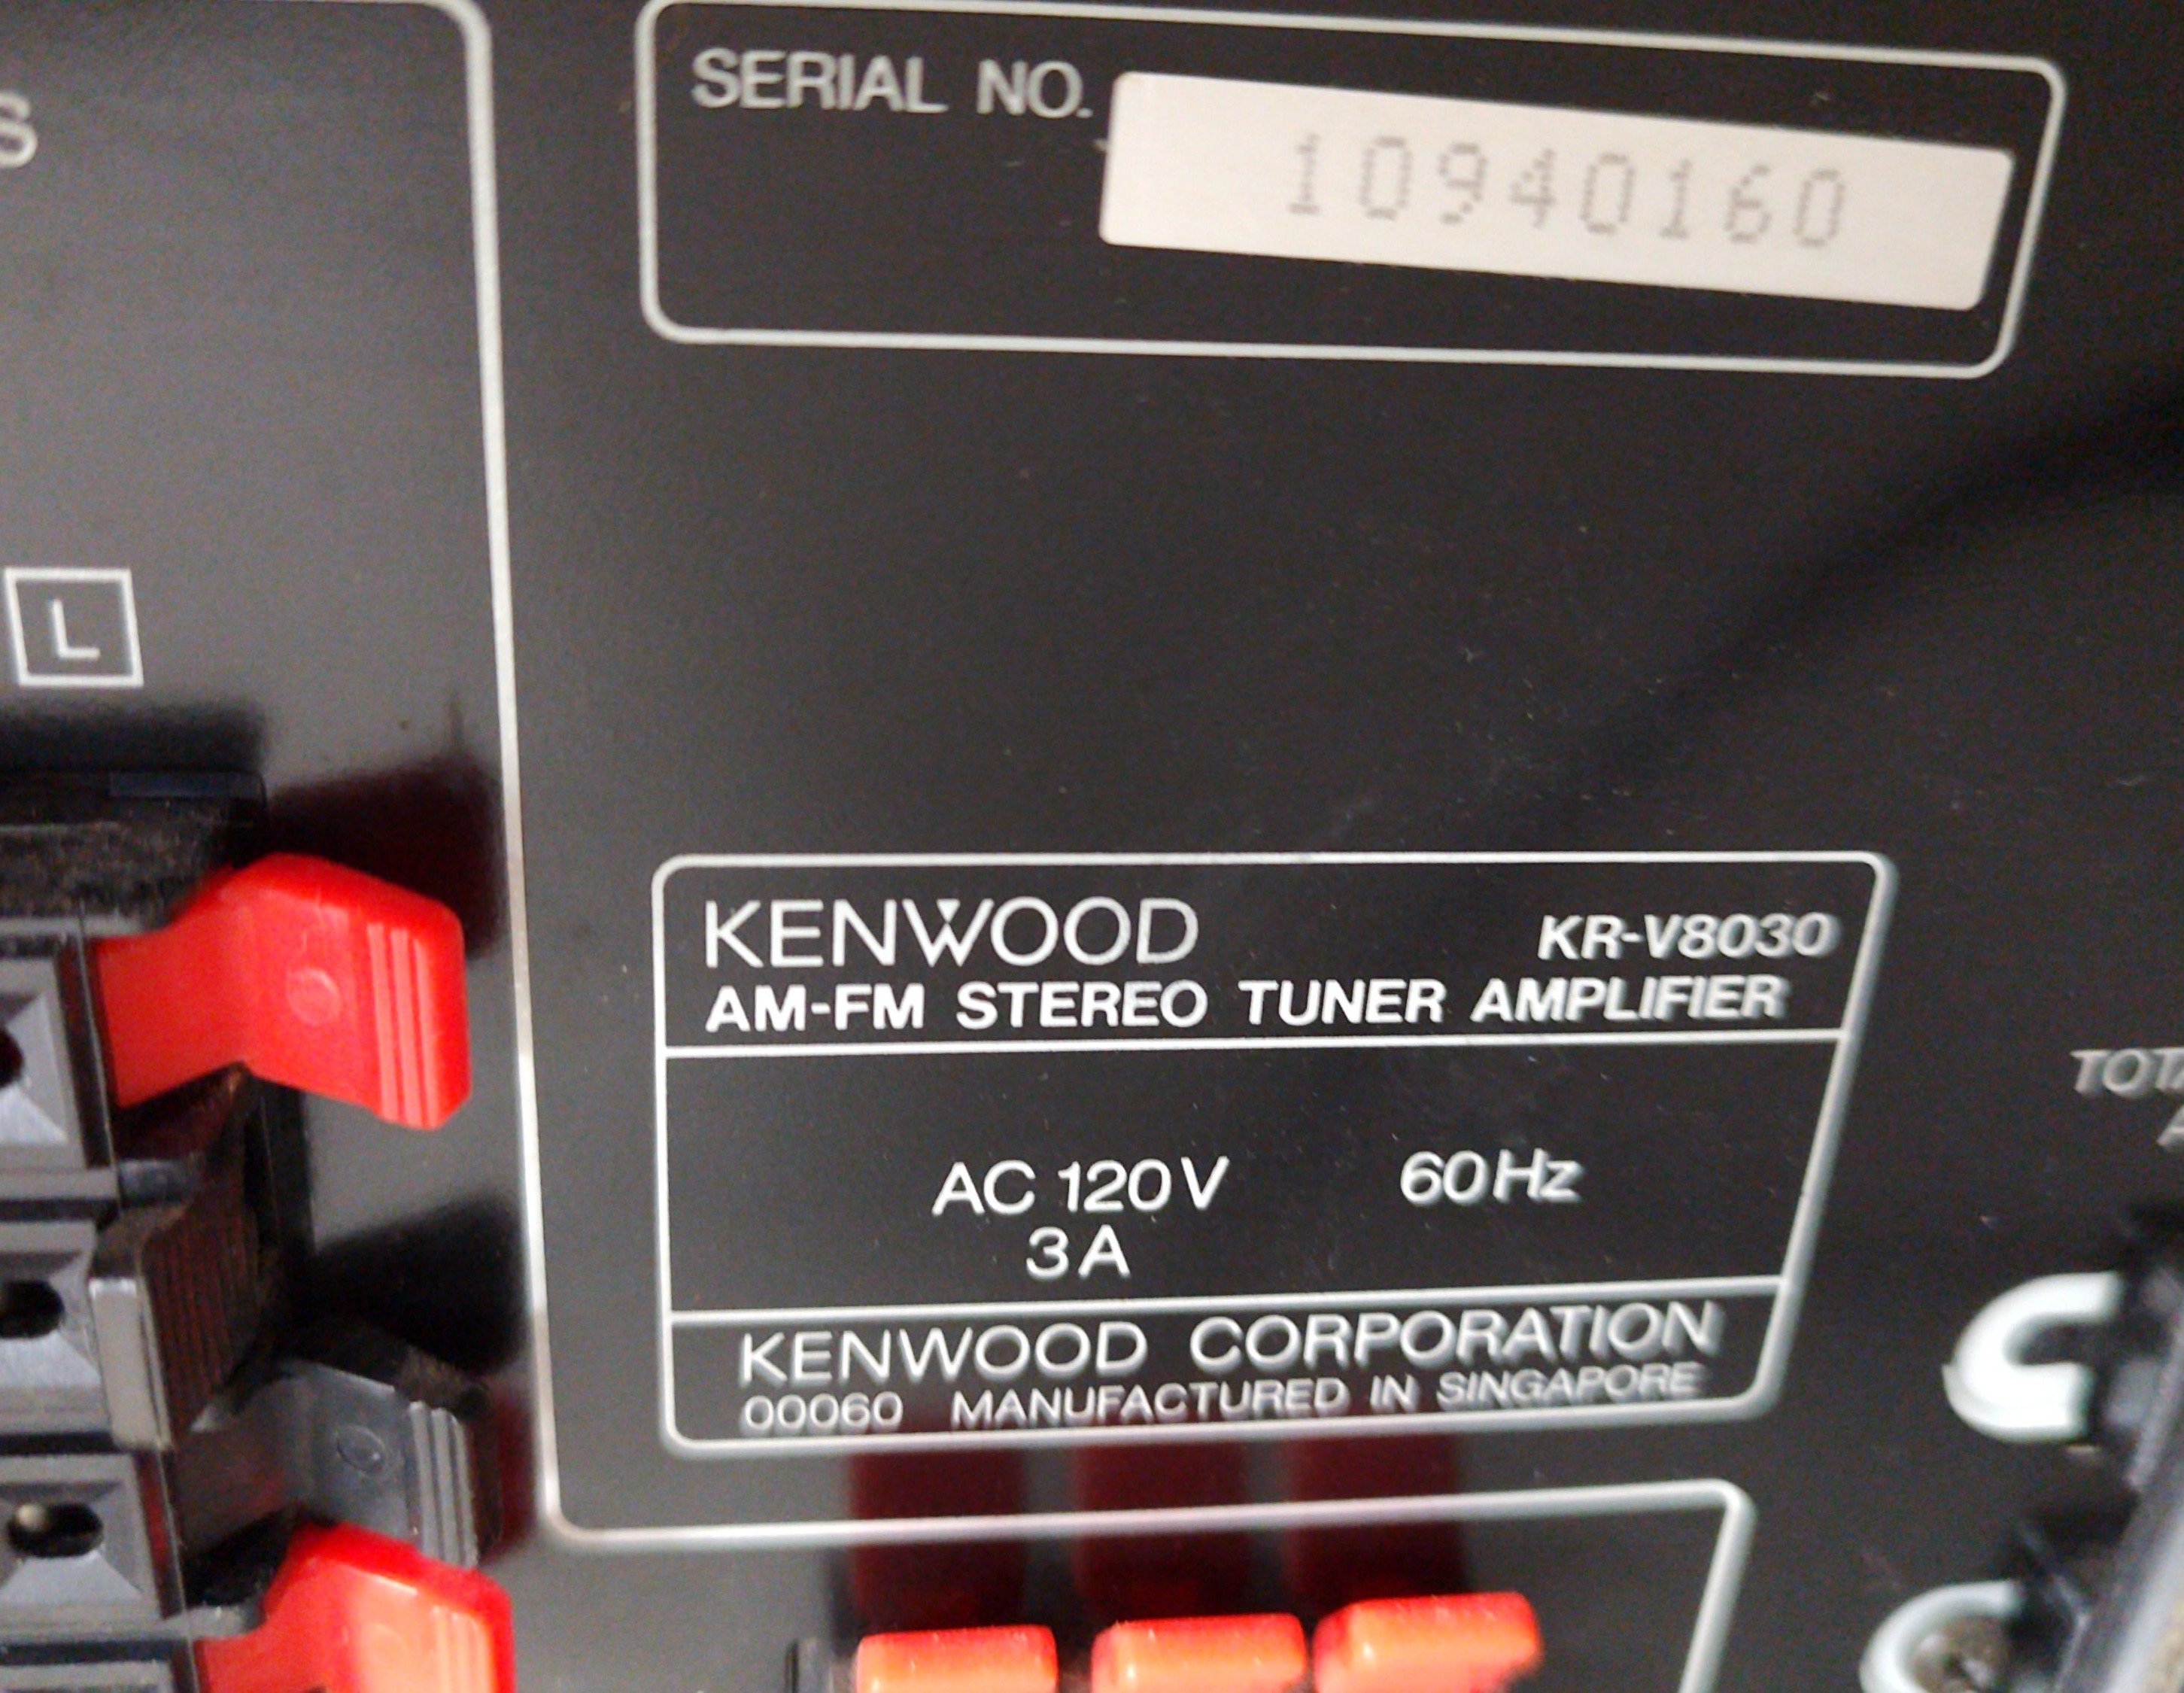 S
SERIAL NO.
10940160
L
KENWOOD KR-V8030
AM-FM STEREO TUNER AMPLIFIER
AC 120V 60Hz
3A
KENWOOD CORPORATION
00060 MANUFACTURED IN SINGAPORE